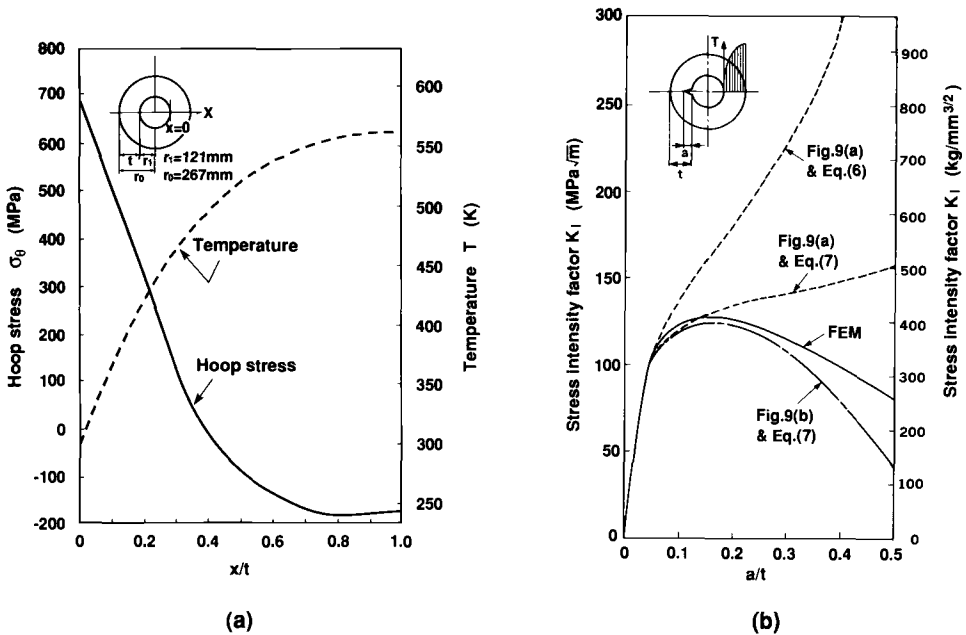 800
700
600
500
400
300
200
100
0
-100
-200
Hoop stress σθ (MPa)
600
550
500
450
400
350
300
250
Temperature T (K)
X
x=0
t
r₁
r₀
r₁=121mm
r₀=267mm
Temperature
Hoop stress
0
0.2
0.4
0.6
0.8
1.0
x/t
(a)
300
250
200
150
100
50
0
Stress intensity factor K_I (MPa√m)
900
800
700
600
500
400
300
200
100
0
Stress intensity factor K_I (kg/mm³/²)
T
a
t
Fig.9(a)
& Eq.(6)
Fig.9(a)
& Eq.(7)
FEM
Fig.9(b)
& Eq.(7)
0
0.1
0.2
0.3
0.4
0.5
a/t
(b)